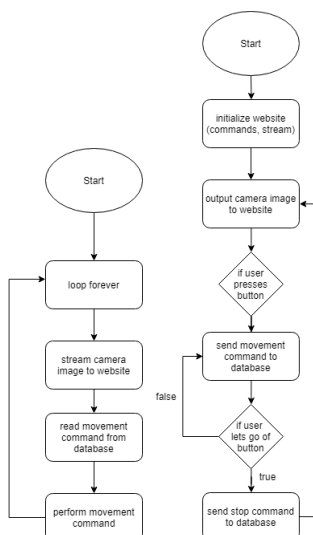 Start
loop forever
stream camera
image to website
read movement
command from
database
perform movement
command
Start
initialize website
(commands, stream)
output camera image
to website
if user
presses
button
send movement
command to
database
false
if user
lets go of
button
true
send stop command
to database